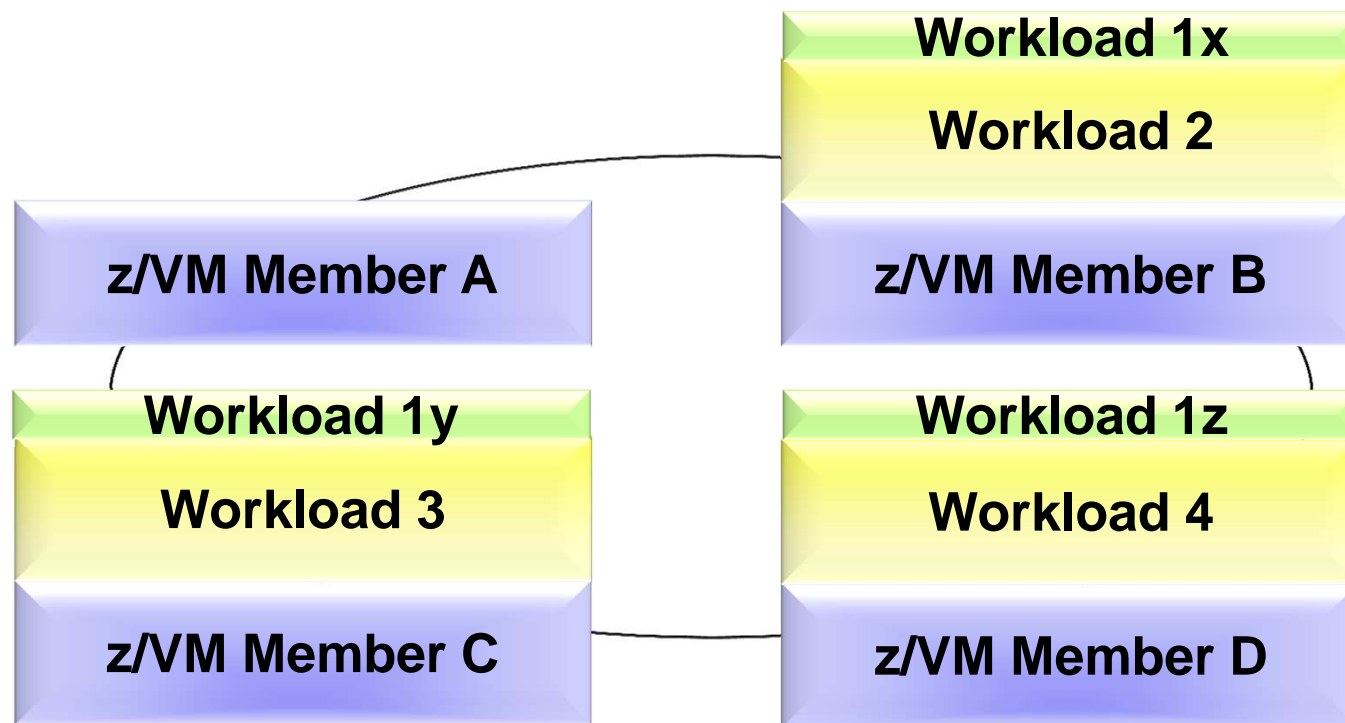 Workload 1x
Workload 2
z/VM Member A
z/VM Member B
Workload 1y
Workload 1z
Workload 3
Workload 4
z/VM Member C
z/VM Member D